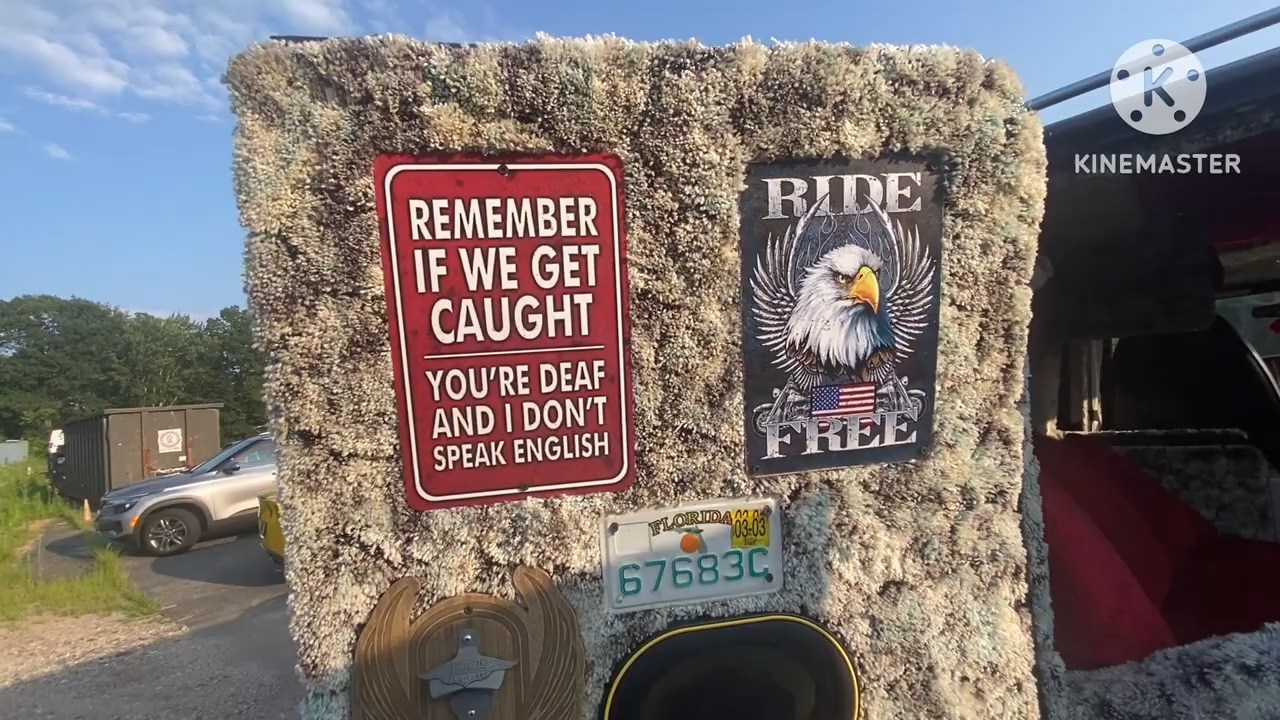 REMEMBER
IF WE GET
CAUGHT
YOU'RE DEAF
AND I DON'T
SPEAK ENGLISH
RIDE
FREE
KINEMASTER
FLORIDA
03-03
67683C